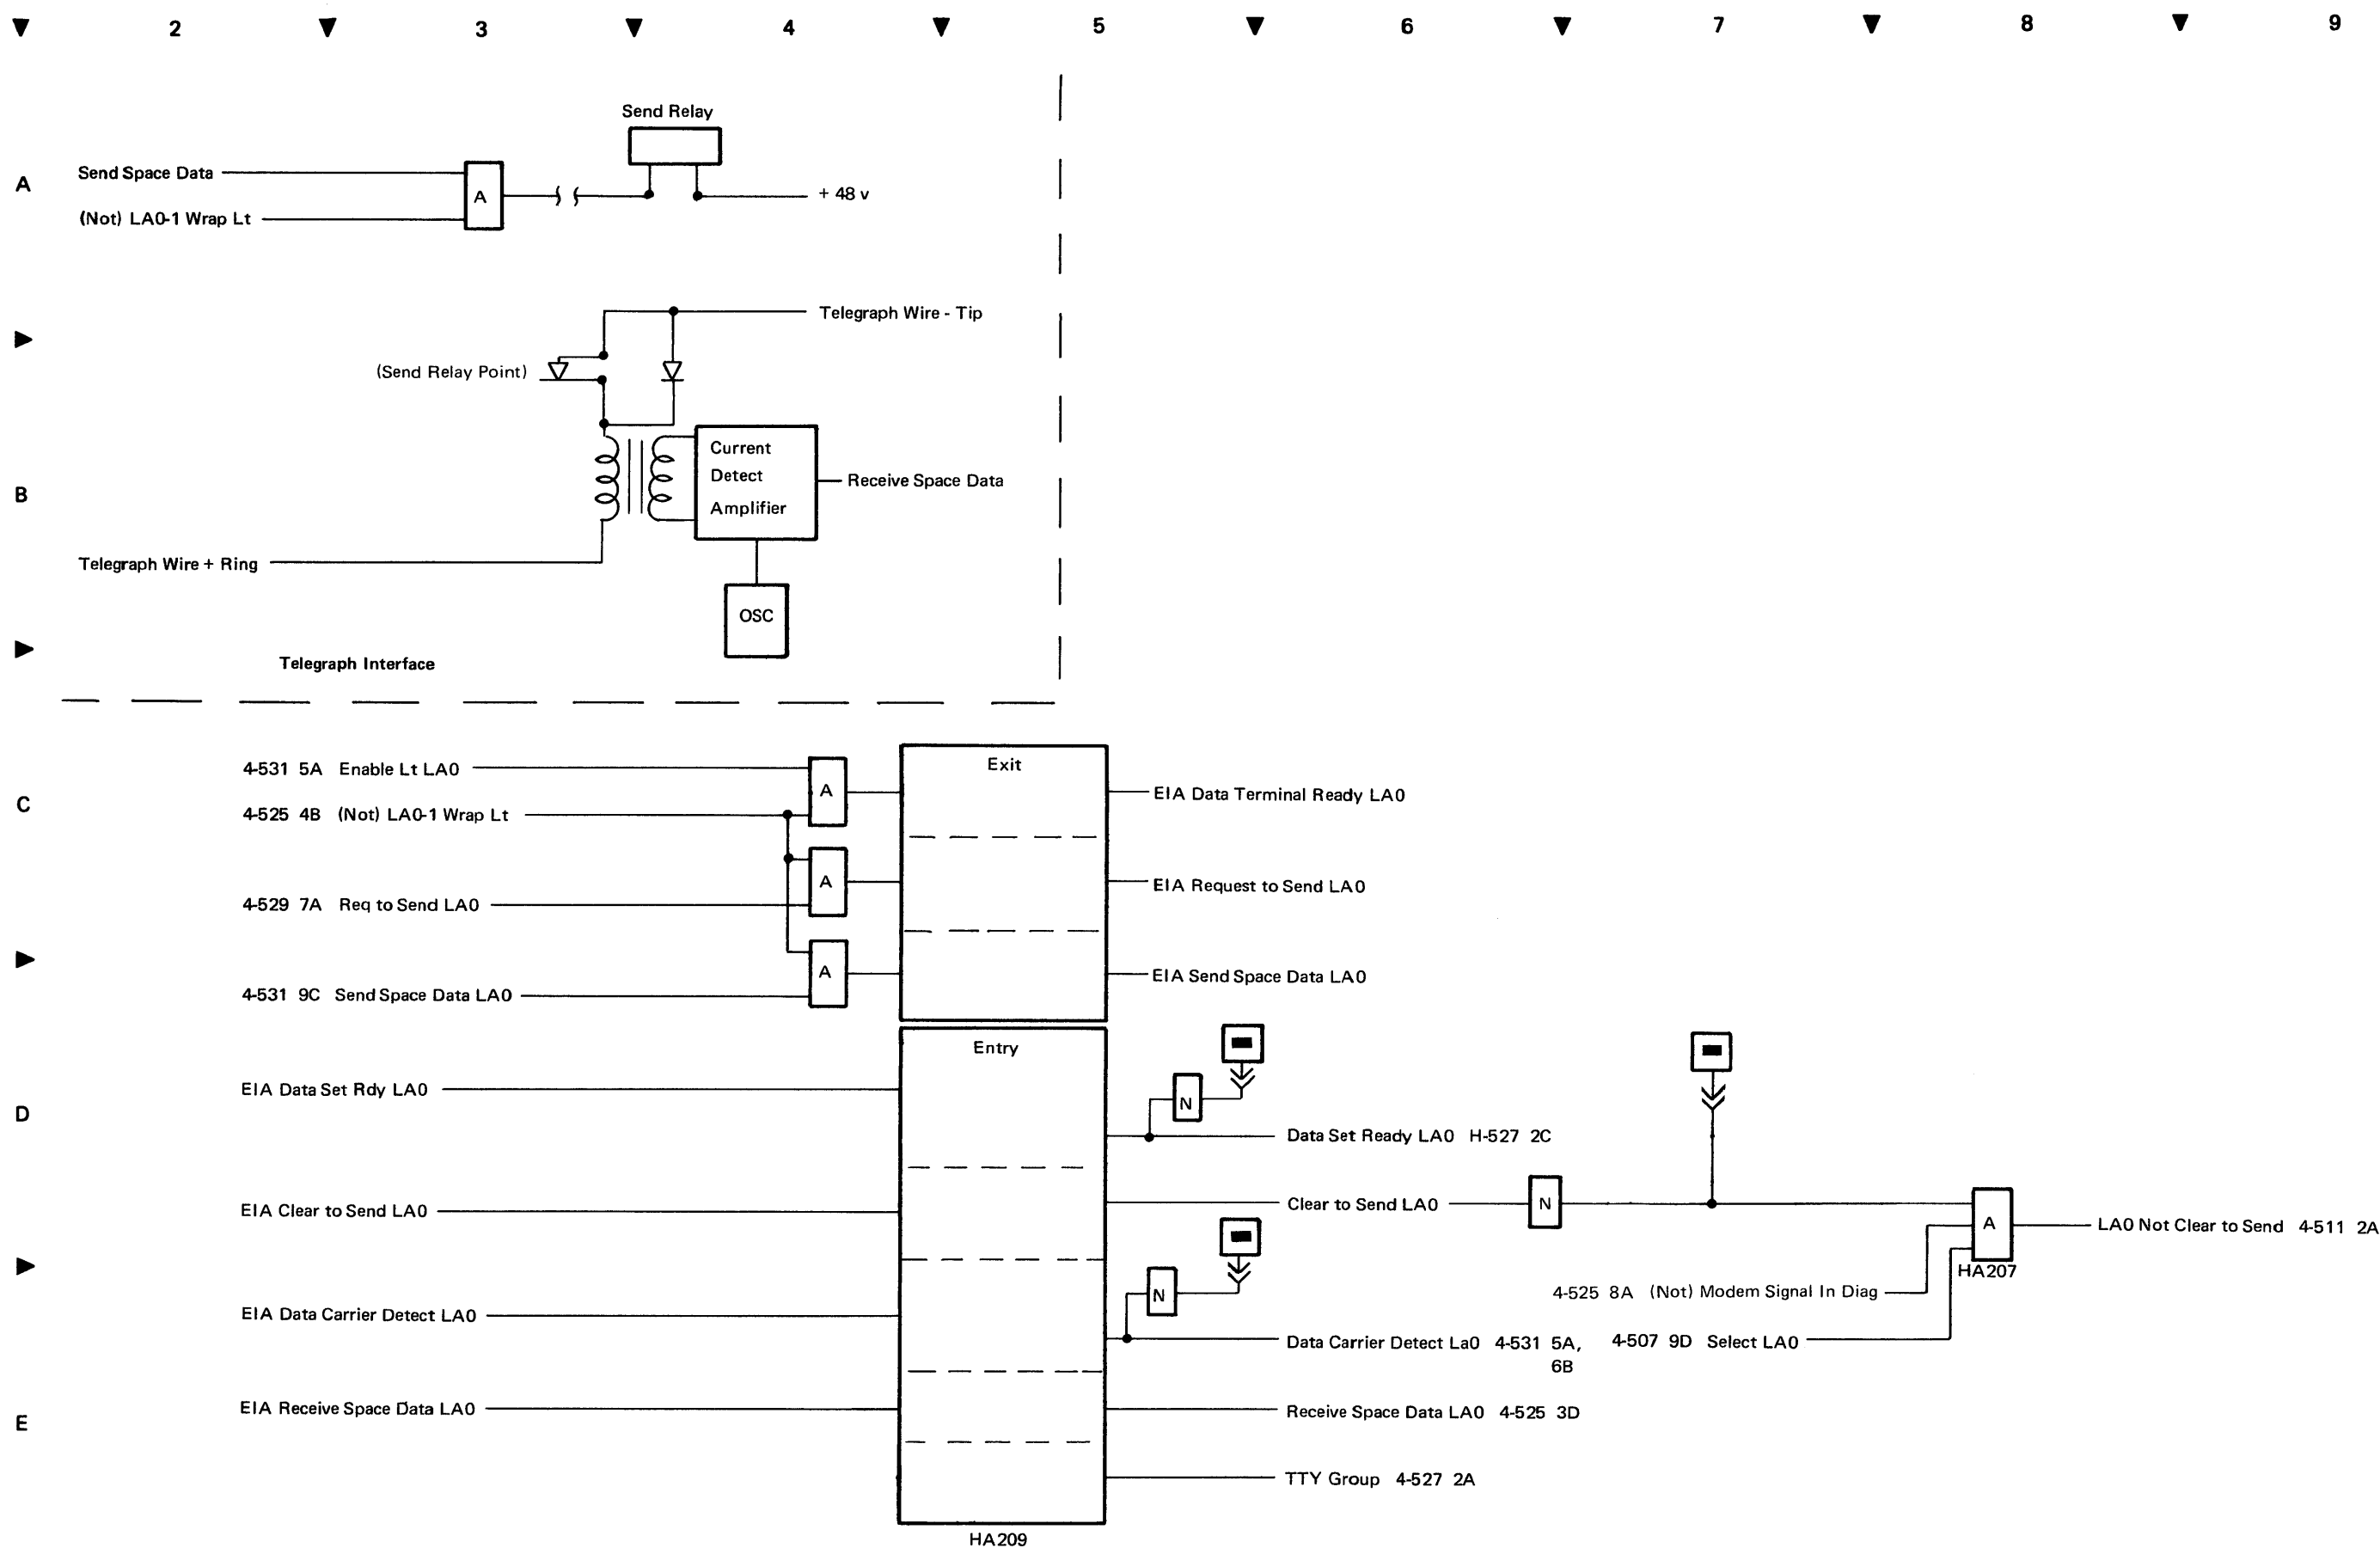 2 3 4 5 6 7 8 9
Send Relay
A
Send Space Data
A
+ 48 v
(Not) LA0-1 Wrap Lt
Telegraph Wire - Tip
(Send Relay Point)
Current
Detect
Amplifier
B
Receive Space Data
Telegraph Wire + Ring
OSC
Telegraph Interface
Exit
4-531 5A Enable Lt LA0
A
EIA Data Terminal Ready LA0
C
4-525 4B (Not) LA0-1 Wrap Lt
A
EIA Request to Send LA0
4-529 7A Req to Send LA0
A
EIA Send Space Data LA0
4-531 9C Send Space Data LA0
Entry
EIA Data Set Rdy LA0
N
D
Data Set Ready LA0 H-527 2C
EIA Clear to Send LA0
Clear to Send LA0
N
A
LA0 Not Clear to Send 4-511 2A
HA207
N
4-525 8A (Not) Modem Signal In Diag
EIA Data Carrier Detect LA0
Data Carrier Detect La0 4-531 5A,
6B
4-507 9D Select LA0
EIA Receive Space Data LA0
Receive Space Data LA0 4-525 3D
E
TTY Group 4-527 2A
HA209